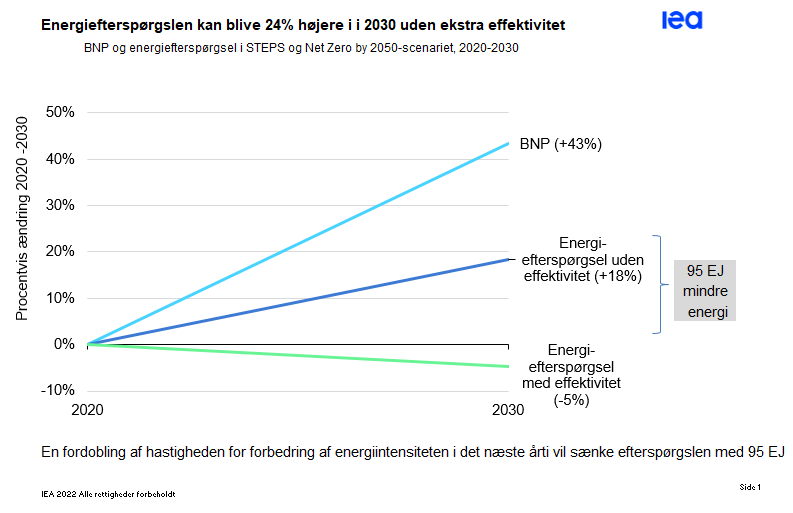 Energiefterspørgslen kan blive 24% højere i i 2030 uden ekstra effektivitet
iea
BNP og energiefterspørgsel i STEPS og Net Zero by 2050-scenariet, 2020-2030
Procentvis ændring 2020 -2030
50%
40%
30%
20%
10%
0%
-10%
2020
2030
BNP (+43%)
Energi-
efterspørgsel uden
effektivitet (+18%)
95 EJ
mindre
energi
Energi-
efterspørgsel
med effektivitet
(-5%)
En fordobling af hastigheden for forbedring af energiintensiteten i det næste årti vil sænke efterspørgslen med 95 EJ
IEA 2022 Alle rettigheder forbeholdt
Side 1